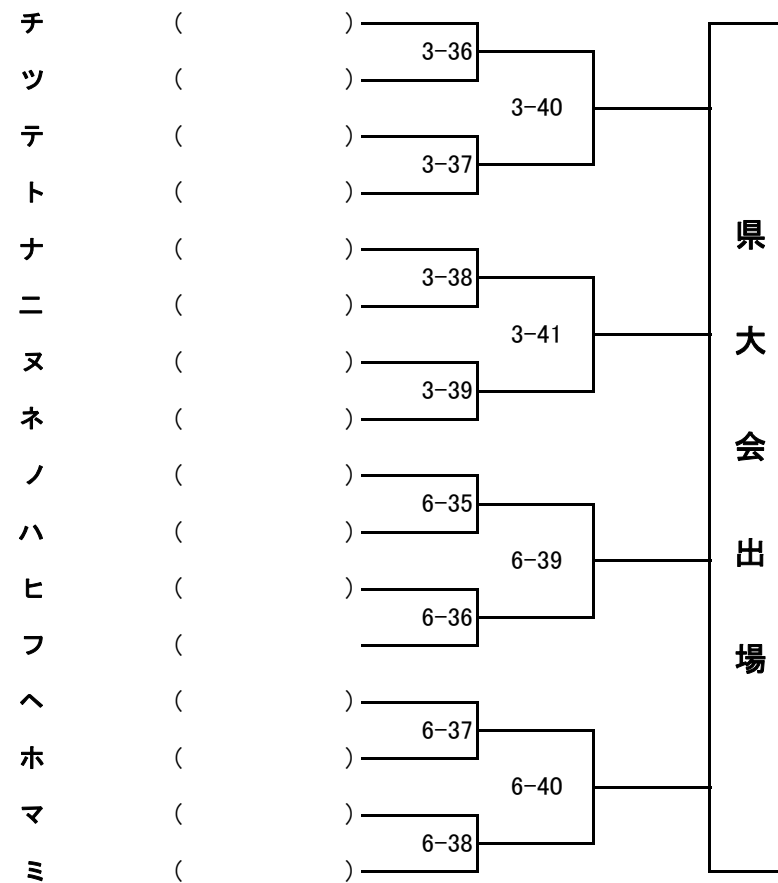 チ ( )
ツ ( )
テ ( )
ト ( )
ナ ( )
ニ ( )
ヌ ( )
ネ ( )
ノ ( )
ハ ( )
ヒ ( )
フ (
ヘ ( )
ホ ( )
マ ( )
ミ ( )
3-36
3-37
3-38
3-39
6-35
6-36
6-37
6-38
3-40
3-41
6-39
6-40
県大会出場